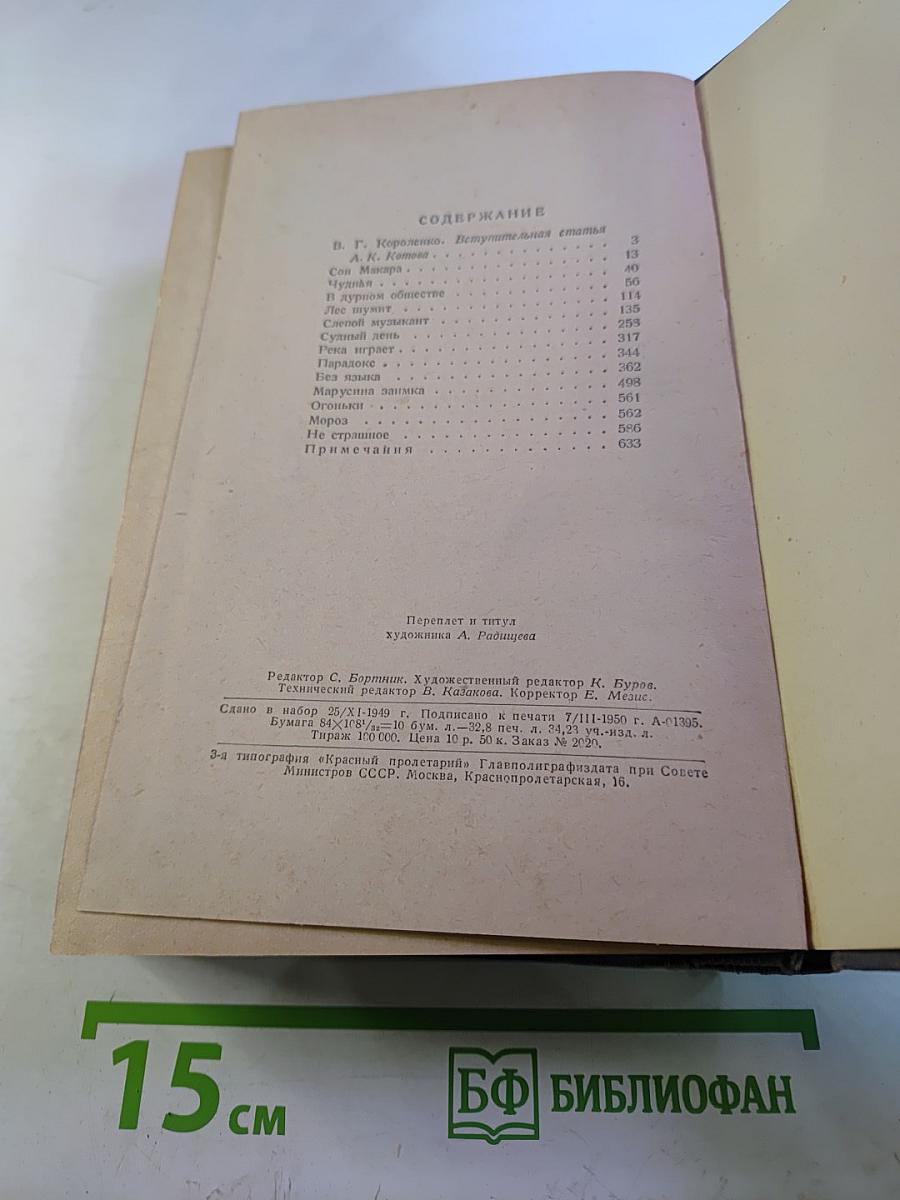 СОДЕРЖАНИЕ
В. Г. Короленко. Вступительная статья
А. К. Котова . . . . . . . . . . . . 3
Сон Макара . . . . . . . . . . . . 13
Чудная . . . . . . . . . . . . 40
В дурном обществе . . . . . . . . . . . . 56
Лес шумит . . . . . . . . . . . . 114
Слепой музыкант . . . . . . . . . . . . 135
Судный день . . . . . . . . . . . . 253
Река играет . . . . . . . . . . . . 317
Парадокс . . . . . . . . . . . . 344
Без языка . . . . . . . . . . . . 362
Марусина заимка . . . . . . . . . . . . 498
Огоньки . . . . . . . . . . . . 561
Мороз . . . . . . . . . . . . 562
Не страшное . . . . . . . . . . . . 586
Примечания . . . . . . . . . . . . 633
Переплет и титул
художника А. Радищева
Редактор С. Бортник. Художественный редактор К. Буров.
Технический редактор В. Казакова. Корректор Е. Мезис.
Сдано в набор 25/XI-1949 г. Подписано к печати 7/III-1950 г. А-01395.
Бумага 84×108¹/₃₂=10 бум. л.—32,8 печ. л. 34,23 уч.-изд. л.
Тираж 100 000. Цена 10 р. 50 к. Заказ № 2020.
3-я типография «Красный пролетарий» Главполиграфиздата при Совете
Министров СССР. Москва, Краснопролетарская, 16.
15 см
БФ БИБЛИОФАН